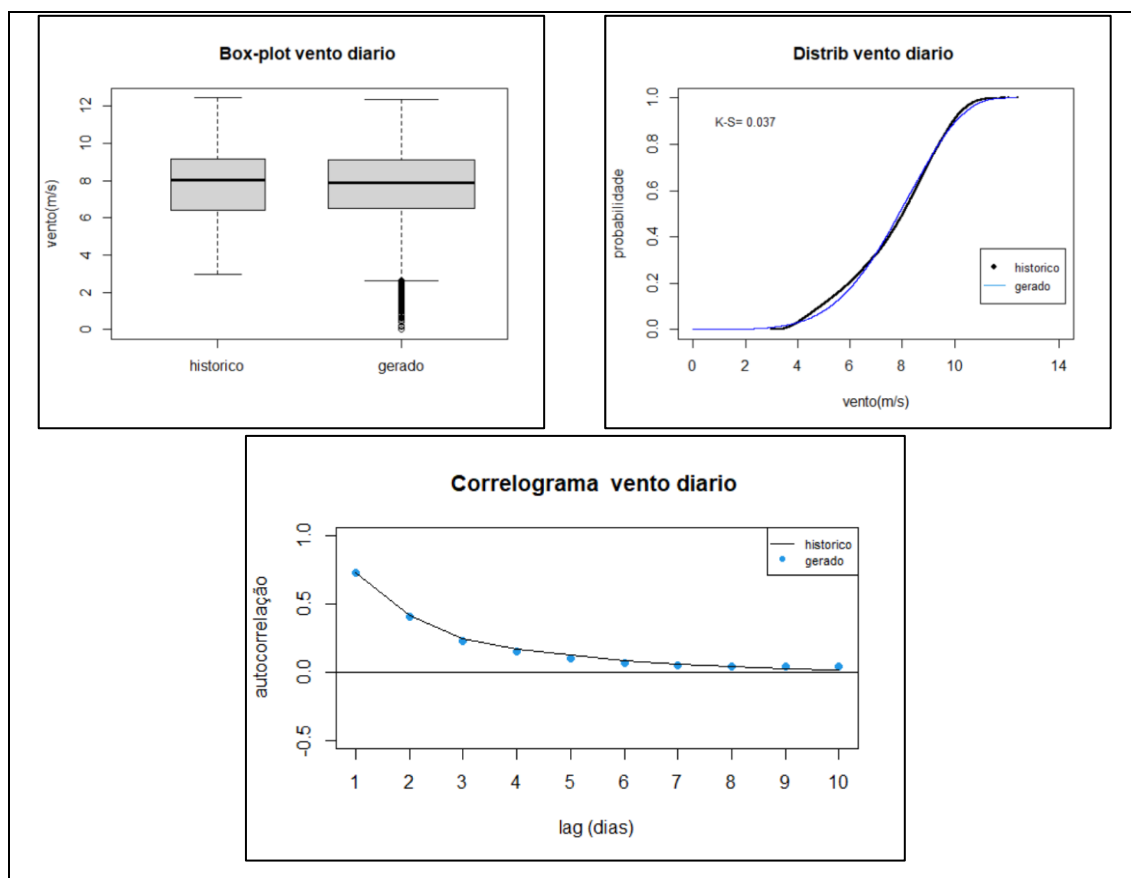 Box-plot vento diario
vento(m/s)
12
10
8
6
4
2
0
historico
gerado
Distrib vento diario
probabilidade
1.0
0.8
0.6
0.4
0.2
0.0
K-S= 0.037
historico
gerado
0 2 4 6 8 10 14
vento(m/s)
Correlograma vento diario
autocorrelação
1.0
0.5
0.0
-0.5
historico
gerado
1 2 3 4 5 6 7 8 9 10
lag (dias)